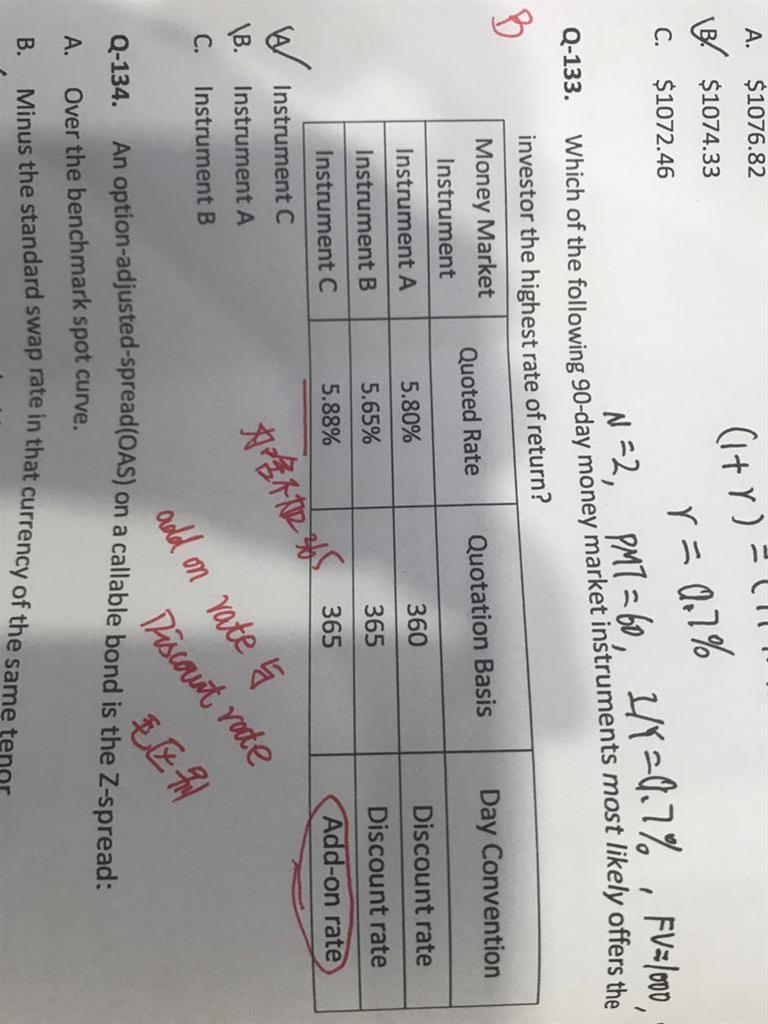 A. $1076.82
B. $1074.33
C. $1072.46
r = 9.7%
N=2, PMT=60, I/Y=9.7%, FV=1000,
Q-133. Which of the following 90-day money market instruments most likely offers the
investor the highest rate of return?
B
Money Market Instrument Quoted Rate Quotation Basis Day Convention
Instrument A 5.80% 360 Discount rate
Instrument B 5.65% 365 Discount rate
Instrument C 5.88% 365 Add-on rate
A. Instrument C
B. Instrument A
C. Instrument B
365
add on rate 与
Discount rate
Q-134. An option-adjusted-spread(OAS) on a callable bond is the Z-spread:
A. Over the benchmark spot curve.
B. Minus the standard swap rate in that currency of the same tenor